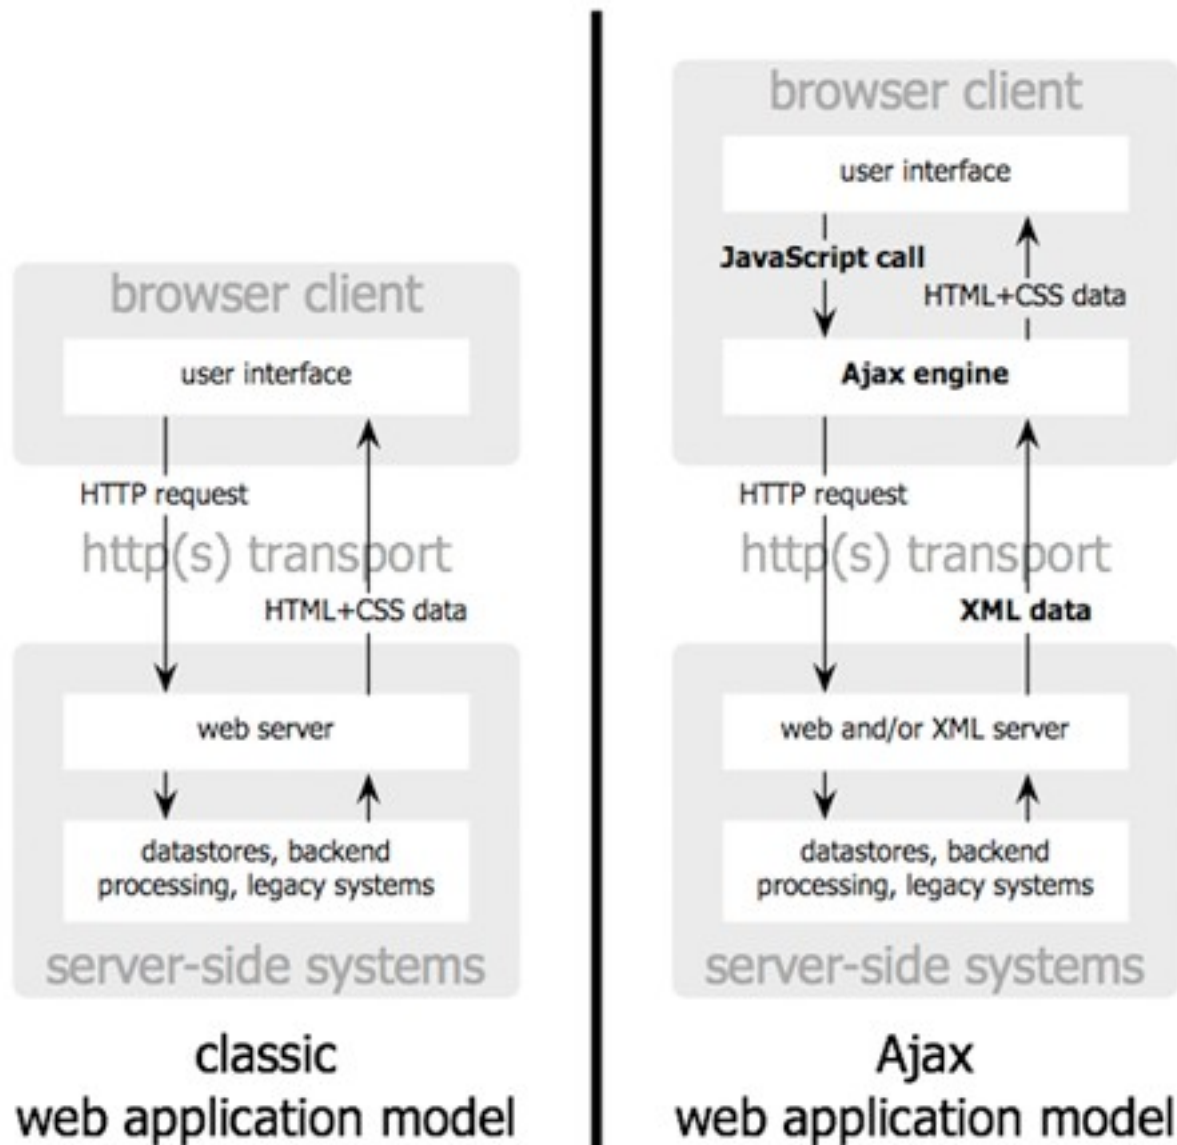 browser client
user interface
HTTP request
http(s) transport
HTML+CSS data
web server
datastores, backend
processing, legacy systems
server-side systems
classic
web application model
browser client
user interface
JavaScript call
HTML+CSS data
Ajax engine
HTTP request
http(s) transport
XML data
web and/or XML server
datastores, backend
processing, legacy systems
server-side systems
Ajax
web application model